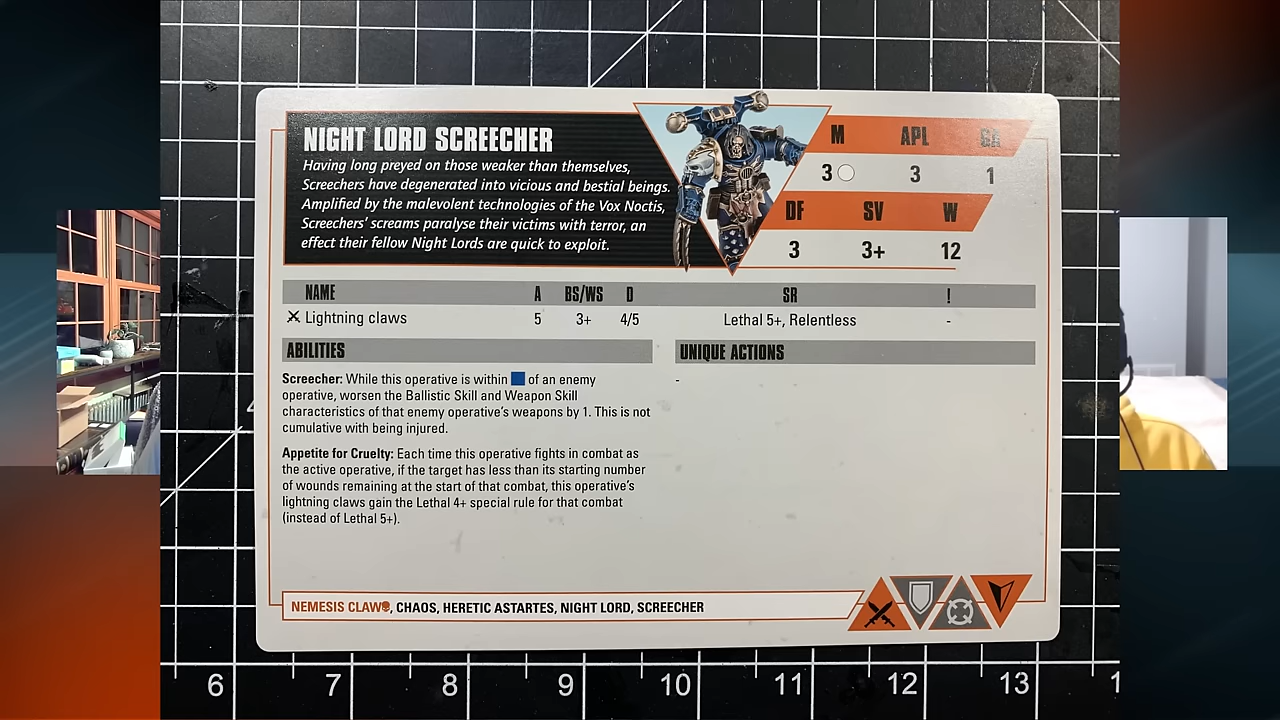 NIGHT LORD SCREECHER
Having long preyed on those weaker than themselves,
Screechers have degenerated into vicious and bestial beings.
Amplified by the malevolent technologies of the Vox Noctis,
Screechers' screams paralyse their victims with terror, an
effect their fellow Night Lords are quick to exploit.
M APL GA
3 3 1
DF SV W
3 3+ 12
NAME A BS/WS D SR !
Lightning claws 5 3+ 4/5 Lethal 5+, Relentless -
ABILITIES
Screecher: While this operative is within of an enemy
operative, worsen the Ballistic Skill and Weapon Skill
characteristics of that enemy operative's weapons by 1. This is not
cumulative with being injured.
Appetite for Cruelty: Each time this operative fights in combat as
the active operative, if the target has less than its starting number
of wounds remaining at the start of that combat, this operative's
lightning claws gain the Lethal 4+ special rule for that combat
(instead of Lethal 5+).
UNIQUE ACTIONS
-
NEMESIS CLAW, CHAOS, HERETIC ASTARTES, NIGHT LORD, SCREECHER
6 7 8 9 10 11 12 13 1